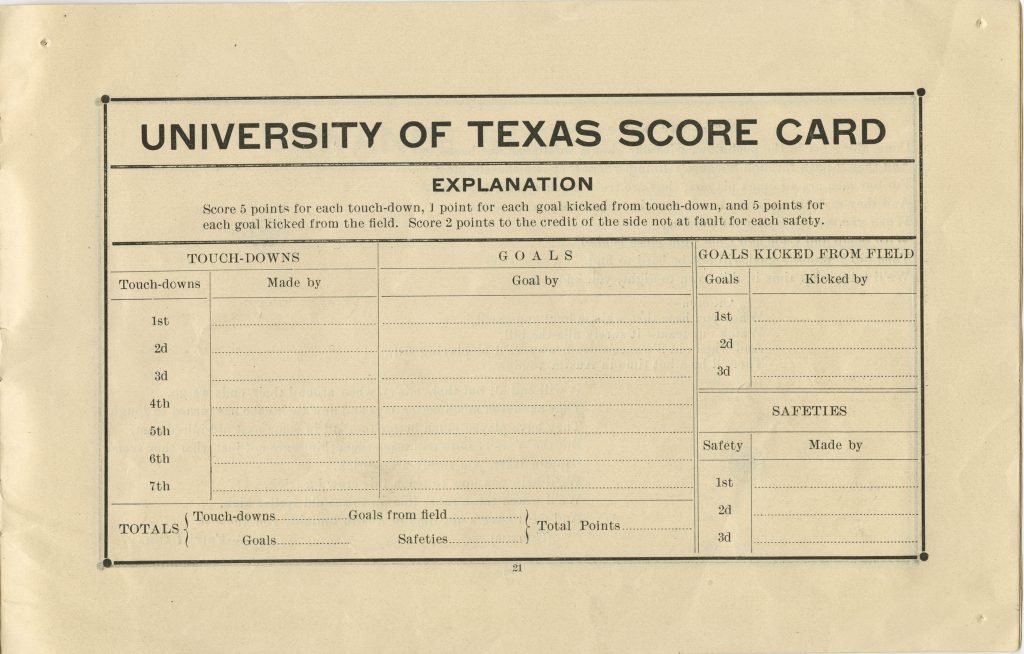 UNIVERSITY OF TEXAS SCORE CARD
EXPLANATION
Score 5 points for each touch-down, 1 point for each goal kicked from touch-down, and 5 points for
each goal kicked from the field. Score 2 points to the credit of the side not at fault for each safety.
TOUCH-DOWNS
Touch-downs Made by
1st
2d
3d
4th
5th
6th
7th
GOALS
Goal by
GOALS KICKED FROM FIELD
Goals Kicked by
1st
2d
3d
SAFETIES
Safety Made by
1st
2d
3d
TOTALS
Touch-downs Goals from field
Goals Safeties
Total Points
21